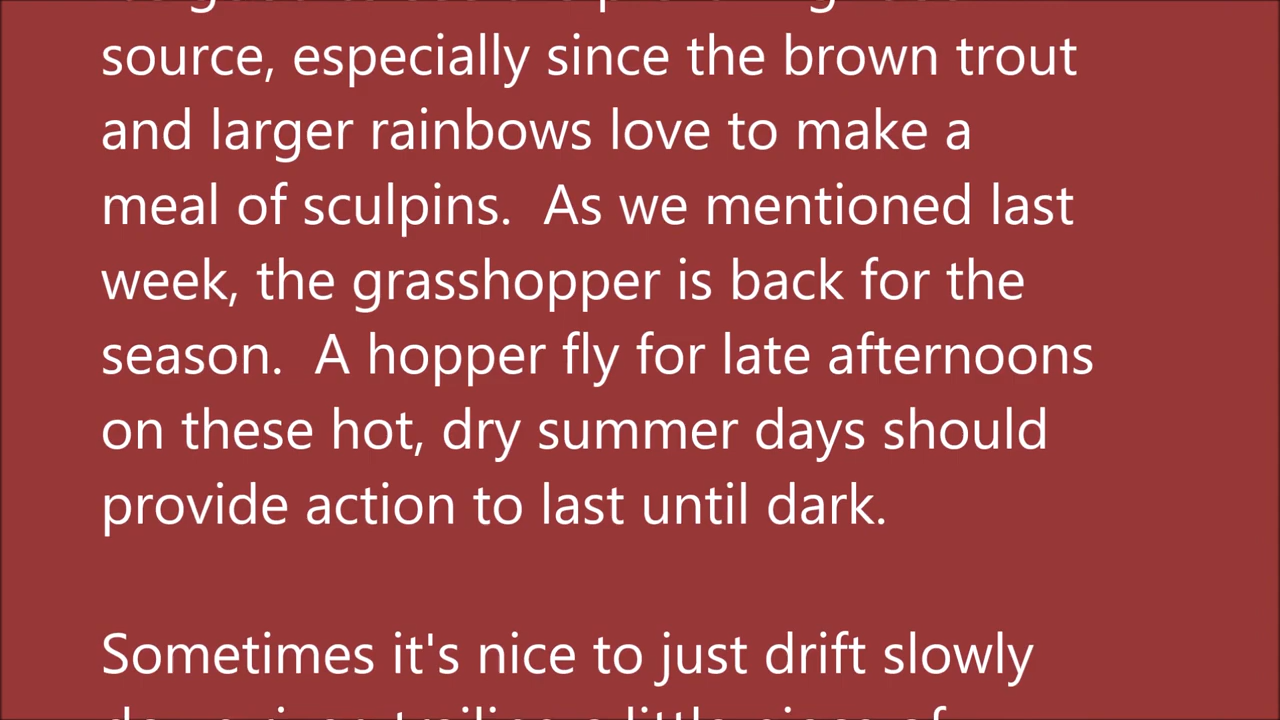 source, especially since the brown trout
and larger rainbows love to make a
meal of sculpins.  As we mentioned last
week, the grasshopper is back for the
season.  A hopper fly for late afternoons
on these hot, dry summer days should
provide action to last until dark.
Sometimes it's nice to just drift slowly